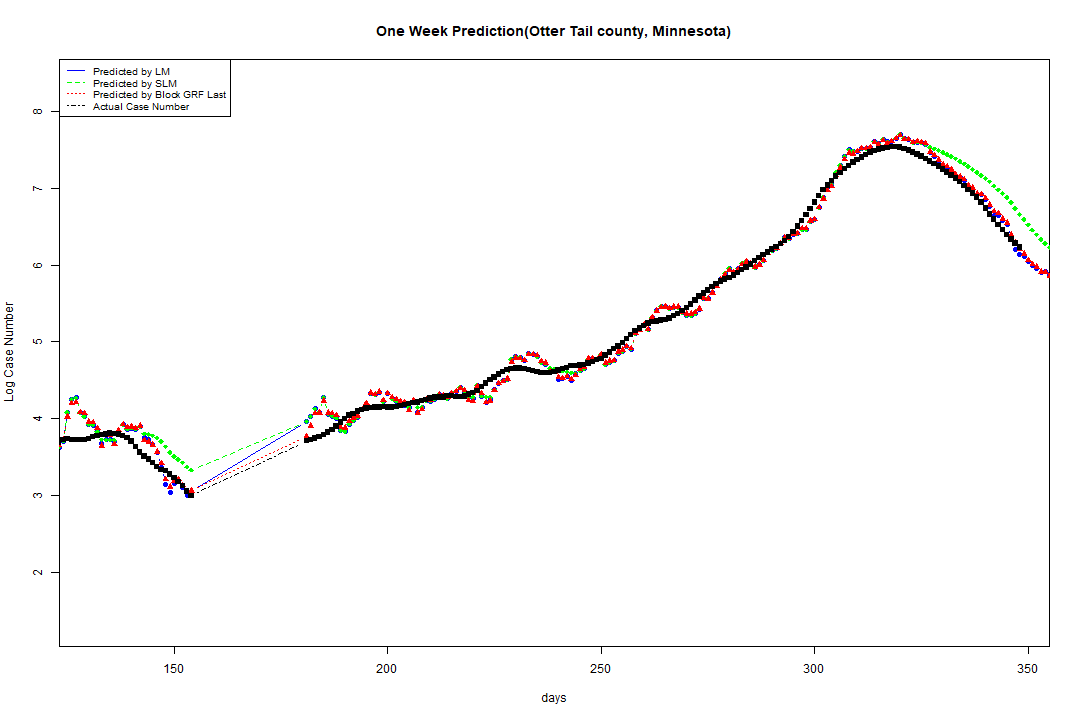 One Week Prediction(Otter Tail county, Minnesota)
Predicted by LM
Predicted by SLM
Predicted by Block GRF Last
Actual Case Number
8
7
6
5
4
3
2
Log Case Number
150 200 250 300 350
days